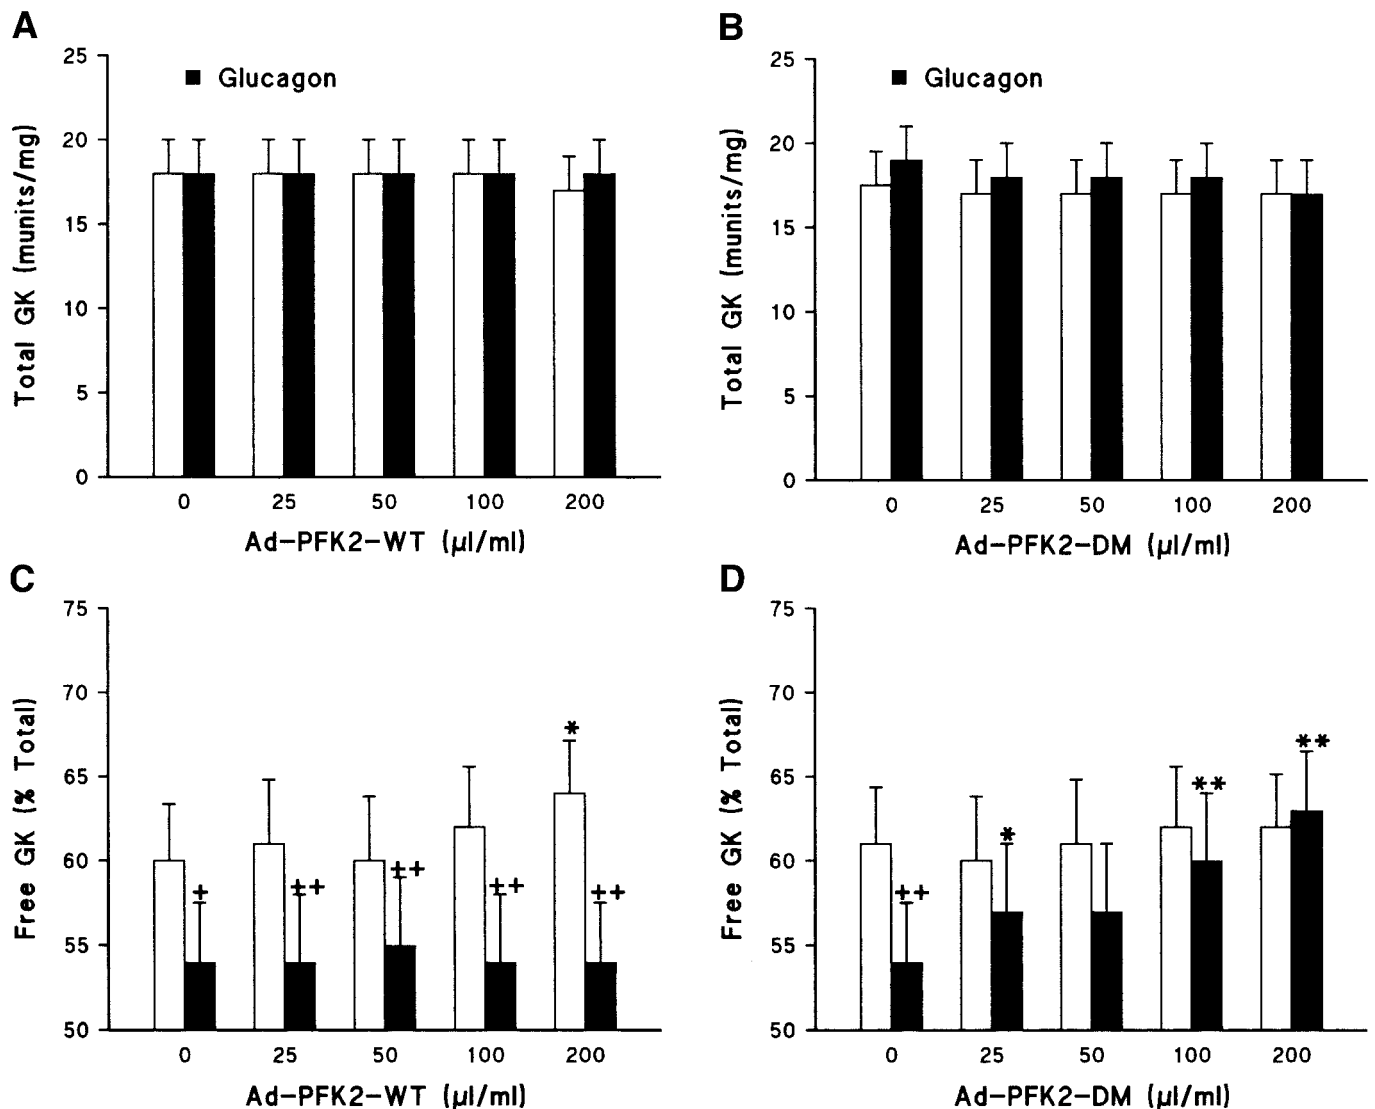 A
Total GK (munits/mg)
25
20
15
10
5
0
■ Glucagon
0 25 50 100 200
Ad-PFK2-WT (µl/ml)
B
Total GK (munits/mg)
25
20
15
10
5
0
■ Glucagon
0 25 50 100 200
Ad-PFK2-DM (µl/ml)
C
Free GK (% Total)
75
70
65
60
55
50
+ ++ ++ ++ * ++
0 25 50 100 200
Ad-PFK2-WT (µl/ml)
D
Free GK (% Total)
75
70
65
60
55
50
++ * ** **
0 25 50 100 200
Ad-PFK2-DM (µl/ml)